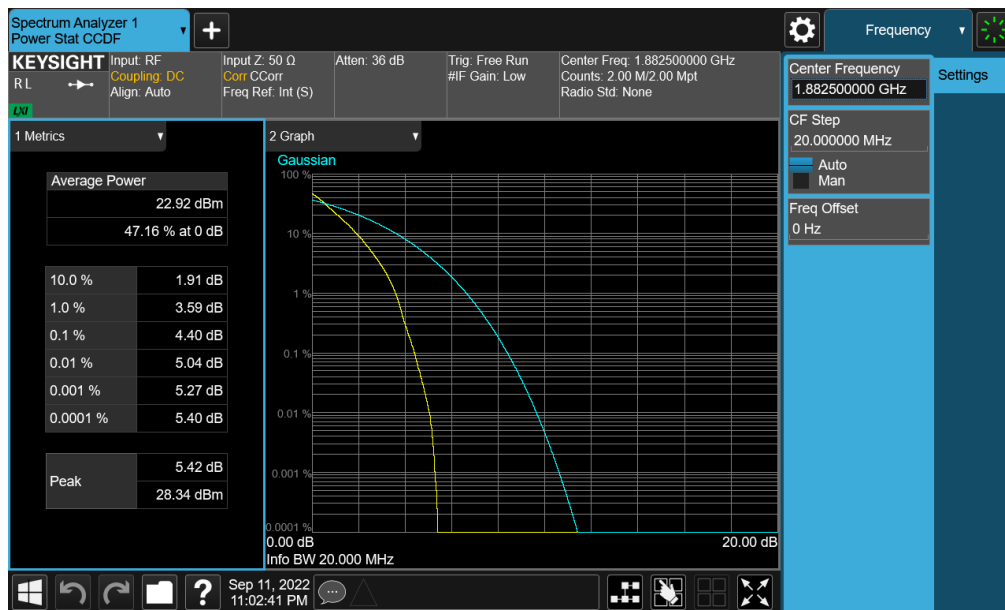 Spectrum Analyzer 1
Power Stat CCDF
Frequency
KEYSIGHT
R L
LXI
Input: RF
Coupling: DC
Align: Auto
Input Z: 50 Ω
Corr CCorr
Freq Ref: Int (S)
Atten: 36 dB
Trig: Free Run
#IF Gain: Low
Center Freq: 1.882500000 GHz
Counts: 2.00 M/2.00 Mpt
Radio Std: None
Center Frequency
1.882500000 GHz
Settings
CF Step
20.000000 MHz
Auto
Man
Freq Offset
0 Hz
1 Metrics
Average Power
22.92 dBm
47.16 % at 0 dB
10.0 % 1.91 dB
1.0 % 3.59 dB
0.1 % 4.40 dB
0.01 % 5.04 dB
0.001 % 5.27 dB
0.0001 % 5.40 dB
Peak
5.42 dB
28.34 dBm
2 Graph
Gaussian
100 %
10 %
1 %
0.1 %
0.01 %
0.001 %
0.0001 %
0.00 dB 20.00 dB
Info BW 20.000 MHz
?
Sep 11, 2022
11:02:41 PM